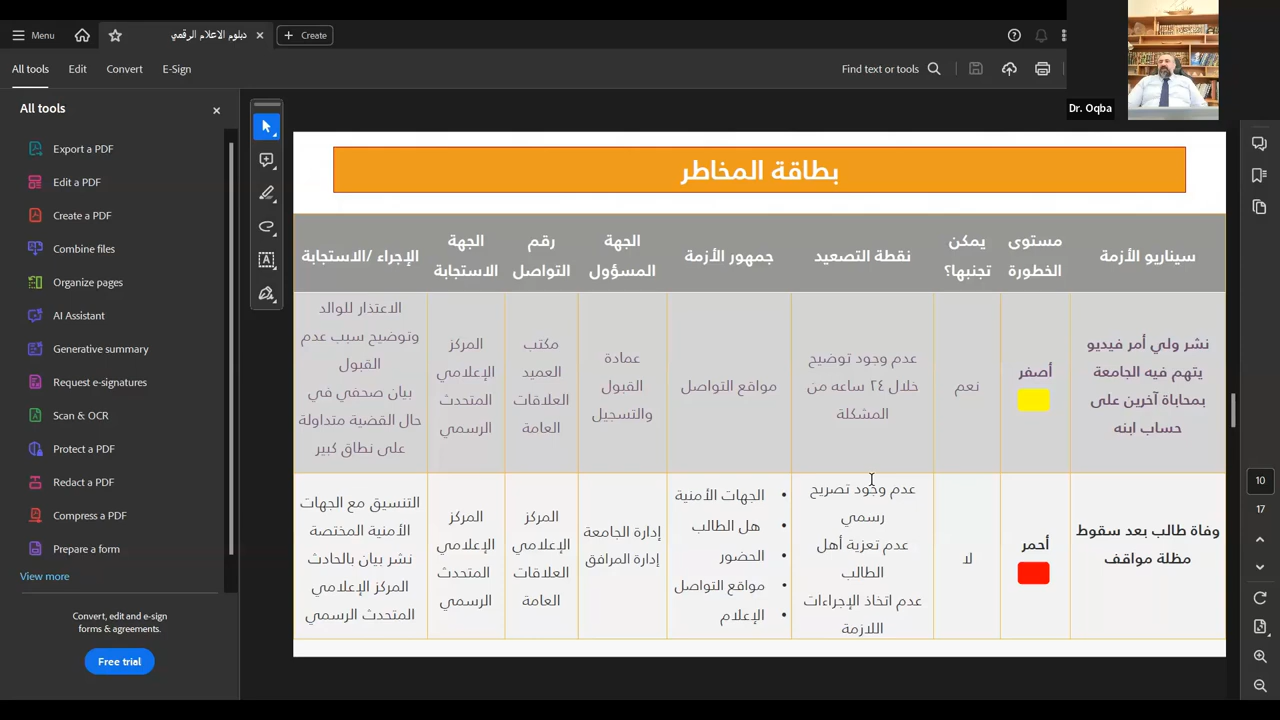 Menu
دبلوم الاعلام الرقمي
Create
All tools
Edit
Convert
E-Sign
Find text or tools
Dr. Oqba
All tools
Export a PDF
Edit a PDF
Create a PDF
Combine files
Organize pages
AI Assistant
Generative summary
Request e-signatures
Scan & OCR
Protect a PDF
Redact a PDF
Compress a PDF
Prepare a form
View more
Convert, edit and e-sign
forms & agreements.
Free trial
10
17
بطاقة المخاطر
سيناريو الأزمة
مستوى
الخطورة
يمكن
تجنبها؟
نقطة التصعيد
جمهور الأزمة
الجهة
المسؤول
رقم
التواصل
الجهة
الاستجابة
الإجراء /الاستجابة
نشر ولي أمر فيديو
يتهم فيه الجامعة
بمحاباة آخرين على
حساب ابنه
أصفر
نعم
عدم وجود توضيح
خلال ٢٤ ساعه من
المشكلة
مواقع التواصل
عمادة
القبول
والتسجيل
مكتب
العميد
العلاقات
العامة
المركز
الإعلامي
المتحدث
الرسمي
الاعتذار للوالد
وتوضيح سبب عدم
القبول
بيان صحفي في
حال القضية متداولة
على نطاق كبير
وفاة طالب بعد سقوط
مظلة مواقف
أحمر
لا
عدم وجود تصريح
رسمي
عدم تعزية أهل
الطالب
عدم اتخاذ الإجراءات
اللازمة
• الجهات الأمنية
• هل الطالب
• الحضور
• مواقع التواصل
• الإعلام
إدارة الجامعة
إدارة المرافق
المركز
الإعلامي
العلاقات
العامة
المركز
الإعلامي
المتحدث
الرسمي
التنسيق مع الجهات
الأمنية المختصة
نشر بيان بالحادث
المركز الإعلامي
المتحدث الرسمي